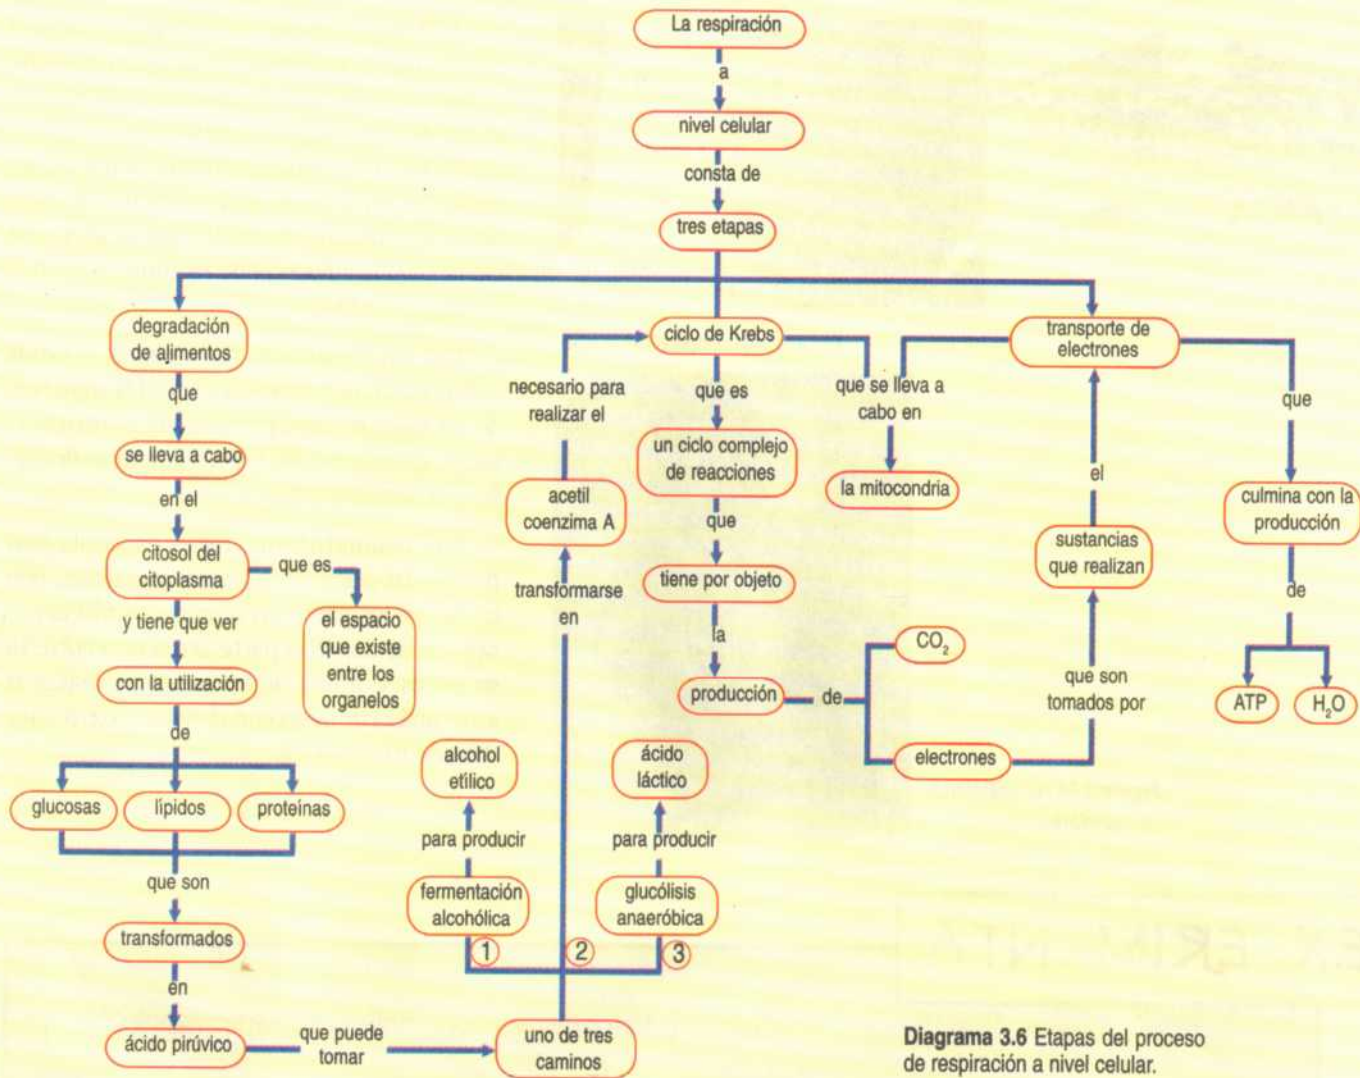 La respiración
a
nivel celular
consta de
tres etapas
degradación
de alimentos
que
se lleva a cabo
en el
citosol del
citoplasma
que es
el espacio
que existe
entre los
organelos
y tiene que ver
con la utilización
de
glucosas
lípidos
proteínas
que son
transformados
en
ácido pirúvico
que puede
tomar
uno de tres
caminos
1
fermentación
alcohólica
para producir
alcohol
etílico
2
transformarse
en
acetil
coenzima A
necesario para
realizar el
3
glucólisis
anaeróbica
para producir
ácido
láctico
ciclo de Krebs
que es
un ciclo complejo
de reacciones
que
tiene por objeto
la
producción
de
CO₂
electrones
que son
tomados por
sustancias
que realizan
el
transporte de
electrones
que se lleva a
cabo en
la mitocondria
que
culmina con la
producción
de
ATP
H₂O
Diagrama 3.6 Etapas del proceso
de respiración a nivel celular.